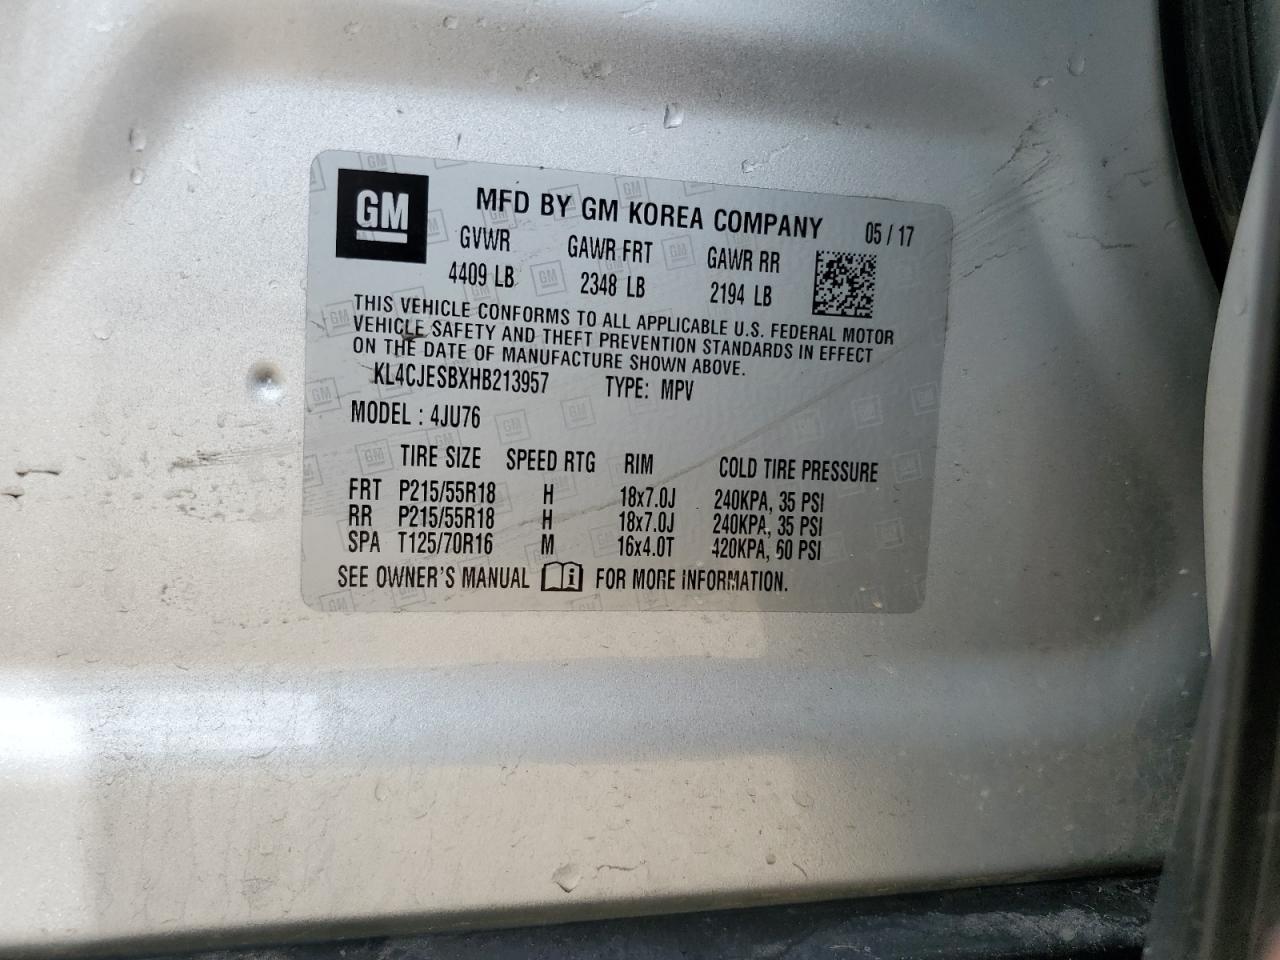 GM MFD BY GM KOREA COMPANY 05 / 17
GVWR GAWR FRT GAWR RR
4409 LB 2348 LB 2194 LB
THIS VEHICLE CONFORMS TO ALL APPLICABLE U.S. FEDERAL MOTOR
VEHICLE SAFETY AND THEFT PREVENTION STANDARDS IN EFFECT
ON THE DATE OF MANUFACTURE SHOWN ABOVE.
KL4CJESBXHB213957 TYPE: MPV
MODEL : 4JU76
TIRE SIZE SPEED RTG RIM COLD TIRE PRESSURE
FRT P215/55R18 H 18x7.0J 240KPA, 35 PSI
RR P215/55R18 H 18x7.0J 240KPA, 35 PSI
SPA T125/70R16 M 16x4.0T 420KPA, 60 PSI
SEE OWNER'S MANUAL FOR MORE INFORMATION.